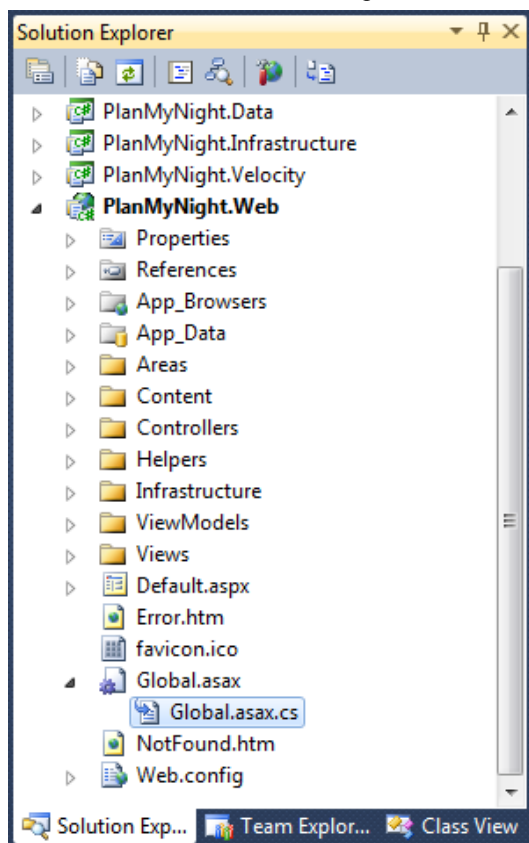 Solution Explorer
PlanMyNight.Data
PlanMyNight.Infrastructure
PlanMyNight.Velocity
PlanMyNight.Web
Properties
References
App_Browsers
App_Data
Areas
Content
Controllers
Helpers
Infrastructure
ViewModels
Views
Default.aspx
Error.htm
favicon.ico
Global.asax
Global.asax.cs
NotFound.htm
Web.config
Solution Exp... Team Explor... Class View